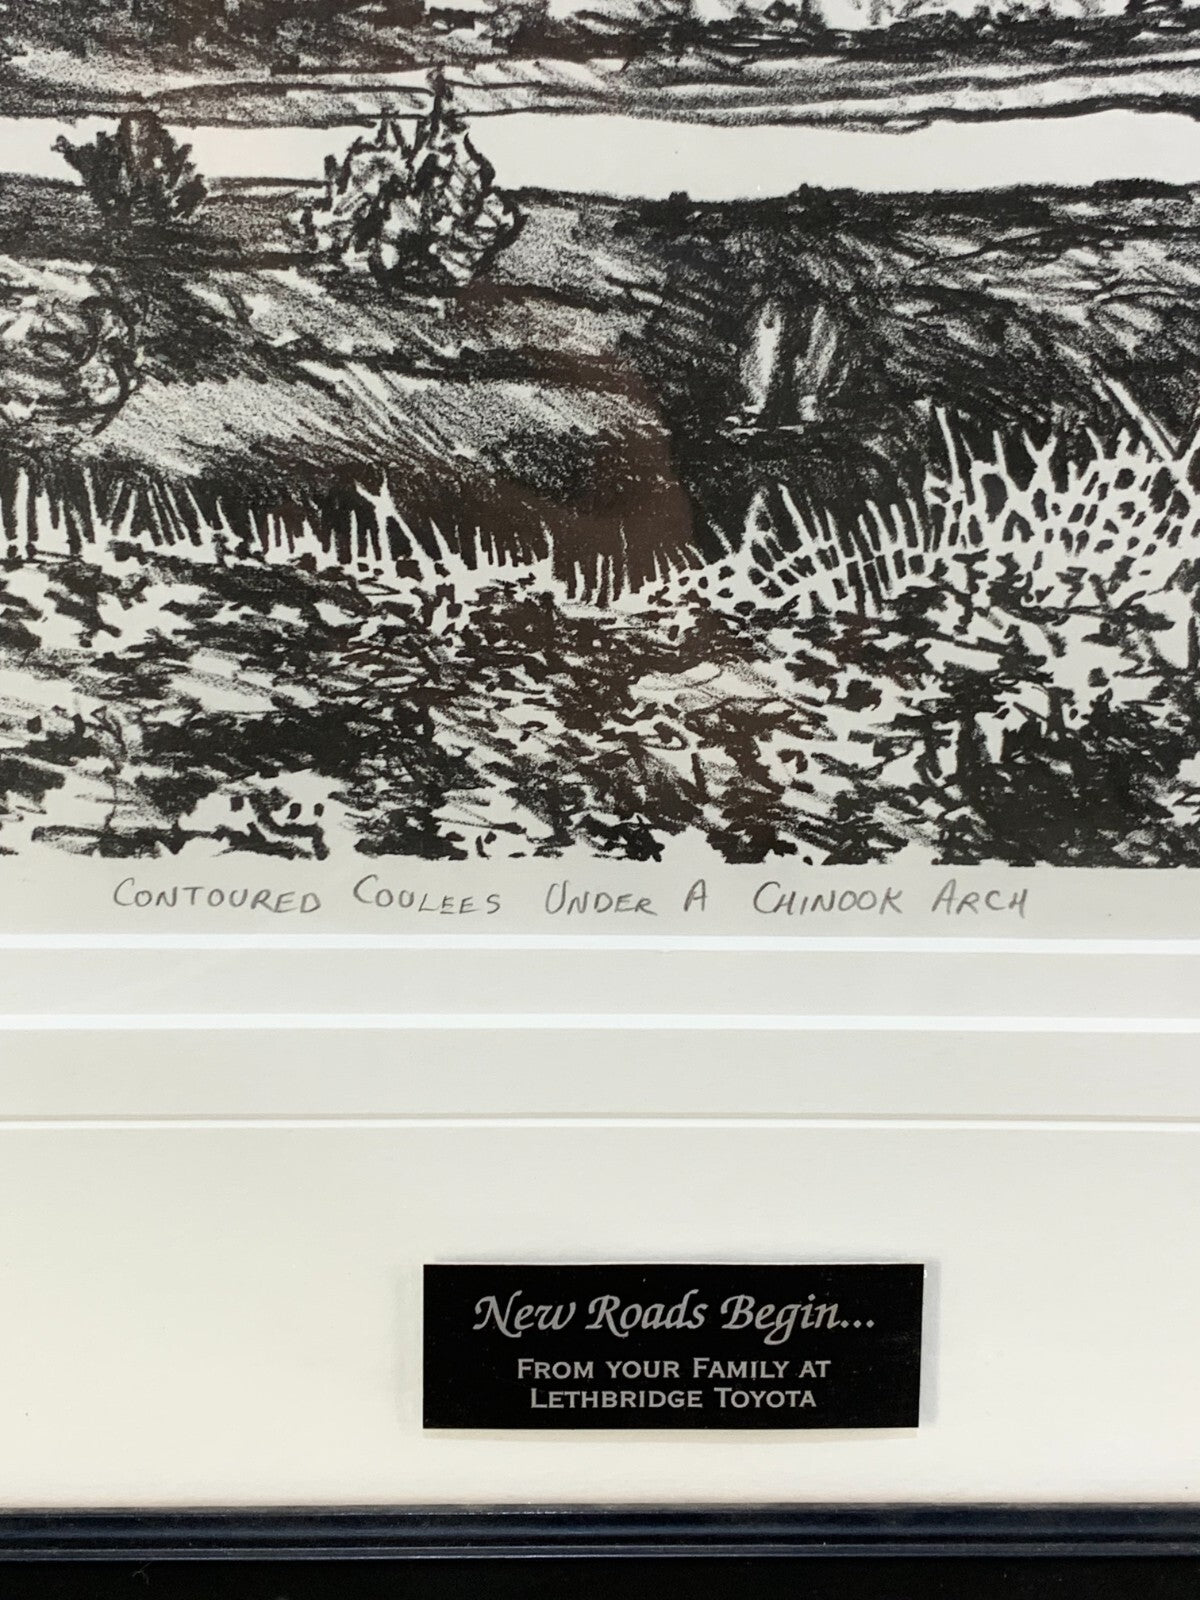 CONTOURED COULEES UNDER A CHINOOK ARCH
New Roads Begin...
FROM YOUR FAMILY AT
LETHBRIDGE TOYOTA